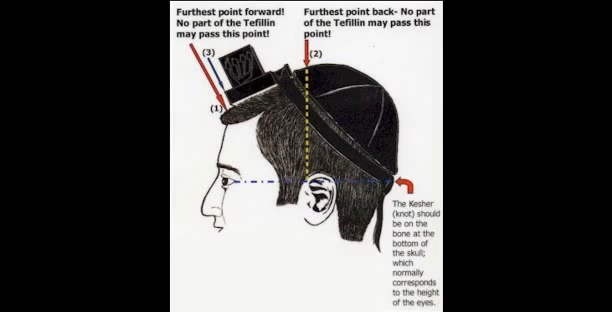 Furthest point forward!
No part of the Tefillin
may pass this point!
Furthest point back- No part
of the Tefillin may pass this
point!
(3)
(2)
(1)
The Kesher
(knot) should
be on the
bone at the
bottom of
the skull;
which
normally
corresponds
to the height
of the eyes.